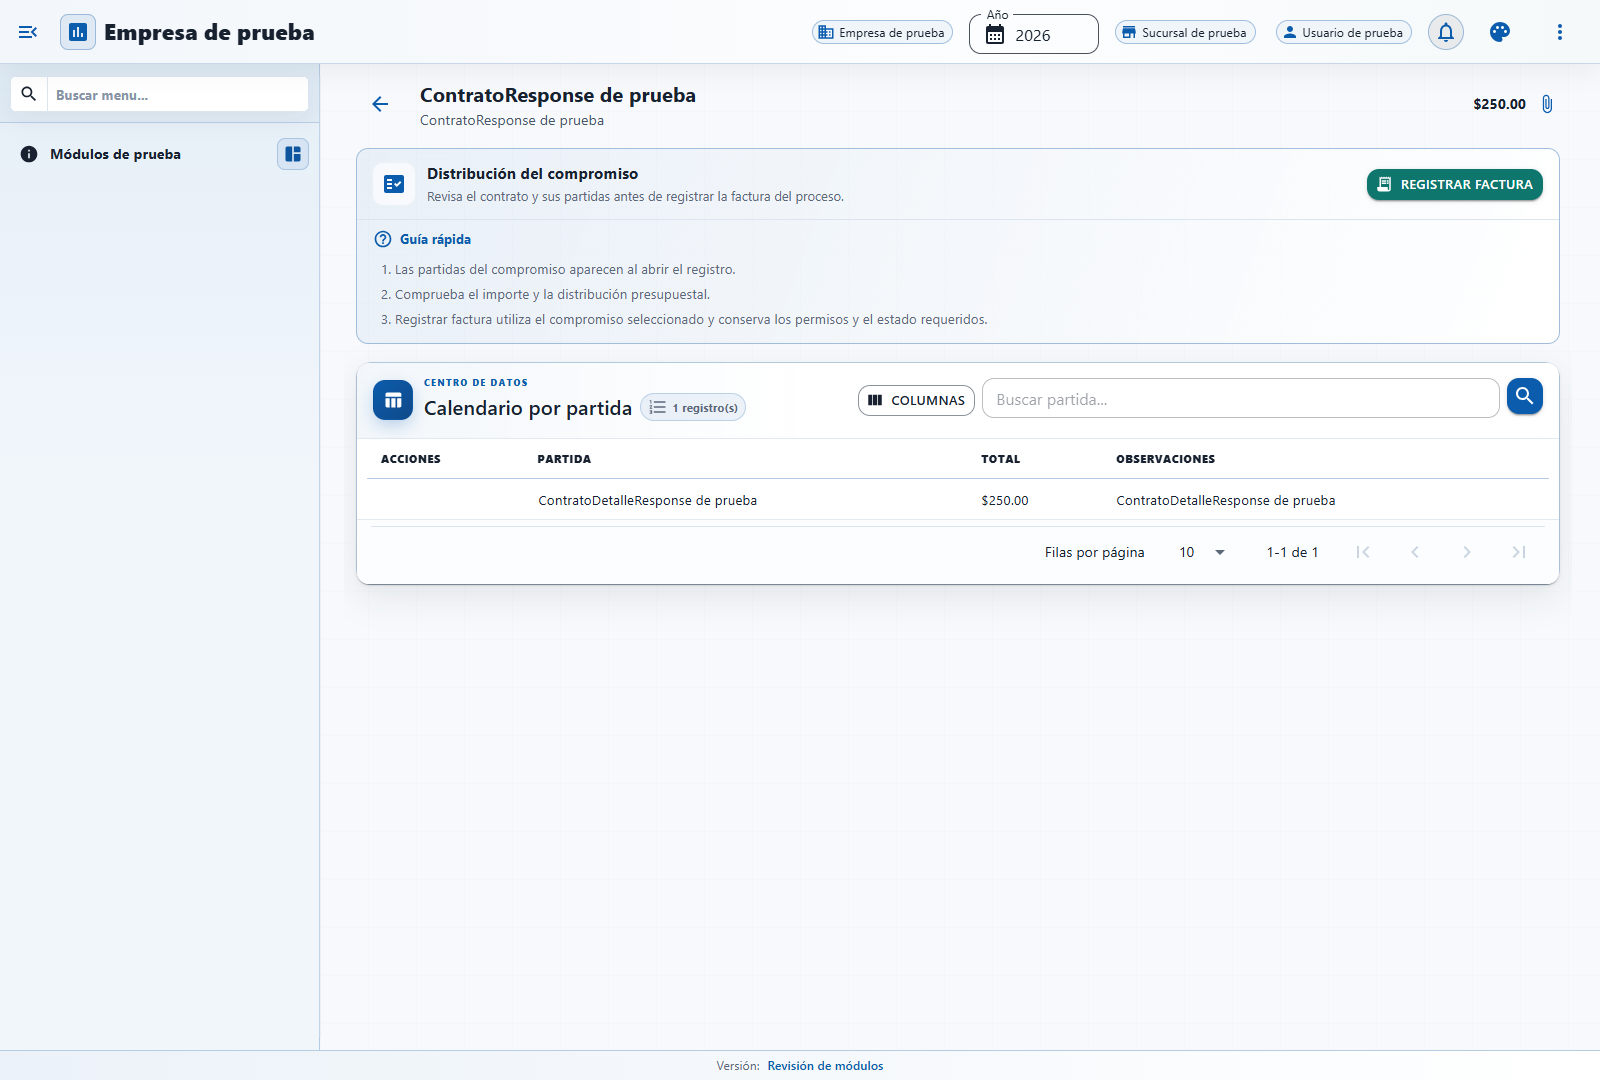 Empresa de prueba
Empresa de prueba
Año
2026
Sucursal de prueba
Usuario de prueba
Buscar menu...
Módulos de prueba
ContratoResponse de prueba
ContratoResponse de prueba
$250.00
Distribución del compromiso
Revisa el contrato y sus partidas antes de registrar la factura del proceso.
REGISTRAR FACTURA
Guía rápida
1. Las partidas del compromiso aparecen al abrir el registro.
2. Comprueba el importe y la distribución presupuestal.
3. Registrar factura utiliza el compromiso seleccionado y conserva los permisos y el estado requeridos.
CENTRO DE DATOS
Calendario por partida
1 registro(s)
COLUMNAS
Buscar partida...
ACCIONES PARTIDA TOTAL OBSERVACIONES
ContratoDetalleResponse de prueba $250.00 ContratoDetalleResponse de prueba
Filas por página 10 1-1 de 1
Versión: Revisión de módulos